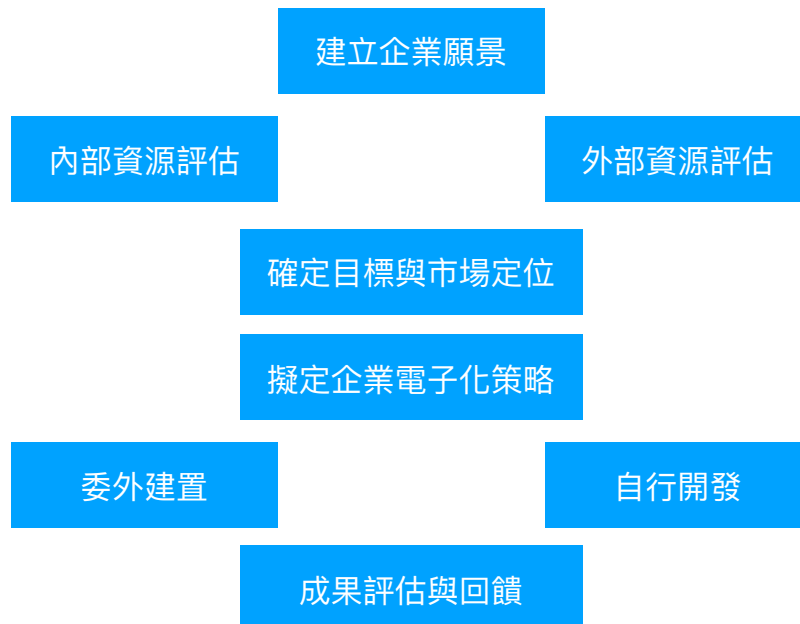 建立企業願景
內部資源評估
外部資源評估
確定目標與市場定位
擬定企業電子化策略
委外建置
自行開發
成果評估與回饋